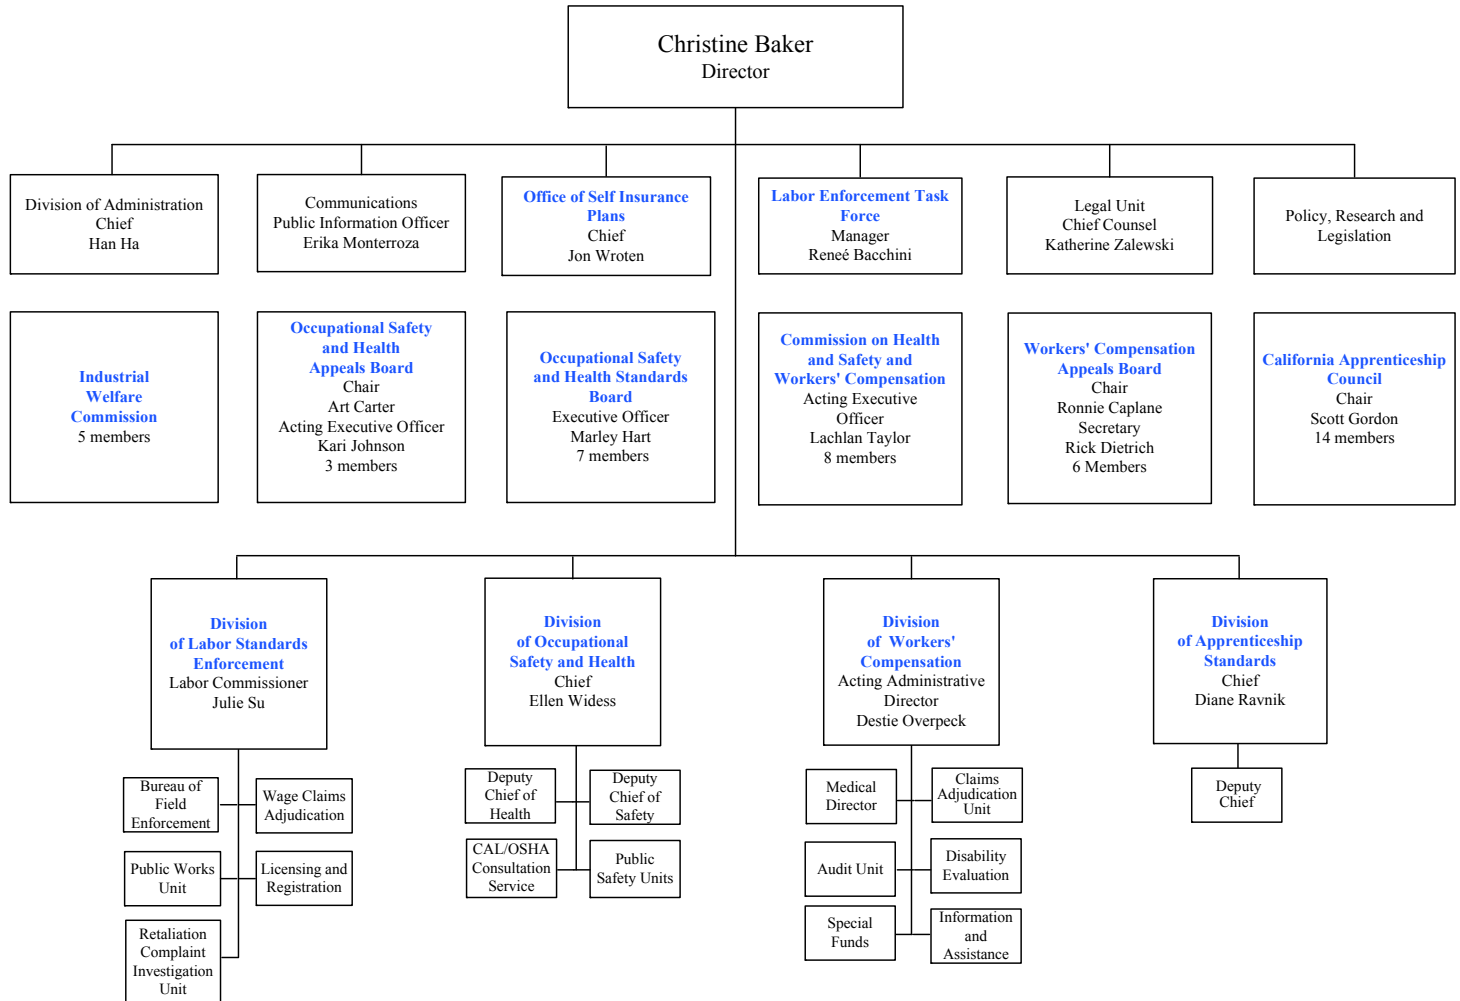 Christine Baker
Director
Division of Administration
Chief
Han Ha
Communications
Public Information Officer
Erika Monterroza
Office of Self Insurance
Plans
Chief
Jon Wroten
Labor Enforcement Task
Force
Manager
Reneé Bacchini
Legal Unit
Chief Counsel
Katherine Zalewski
Policy, Research and
Legislation
Industrial
Welfare
Commission
5 members
Occupational Safety
and Health
Appeals Board
Chair
Art Carter
Acting Executive Officer
Kari Johnson
3 members
Occupational Safety
and Health Standards
Board
Executive Officer
Marley Hart
7 members
Commission on Health
and Safety and
Workers' Compensation
Acting Executive
Officer
Lachlan Taylor
8 members
Workers' Compensation
Appeals Board
Chair
Ronnie Caplane
Secretary
Rick Dietrich
6 Members
California Apprenticeship
Council
Chair
Scott Gordon
14 members
Division
of Labor Standards
Enforcement
Labor Commissioner
Julie Su
Division
of Occupational
Safety and Health
Chief
Ellen Widess
Division
of Workers'
Compensation
Acting Administrative
Director
Destie Overpeck
Division
of Apprenticeship
Standards
Chief
Diane Ravnik
Bureau of
Field
Enforcement
Wage Claims
Adjudication
Public Works
Unit
Licensing and
Registration
Retaliation
Complaint
Investigation
Unit
Deputy
Chief of
Health
Deputy
Chief of
Safety
CAL/OSHA
Consultation
Service
Public
Safety Units
Medical
Director
Claims
Adjudication
Unit
Audit Unit
Disability
Evaluation
Special
Funds
Information
and
Assistance
Deputy
Chief